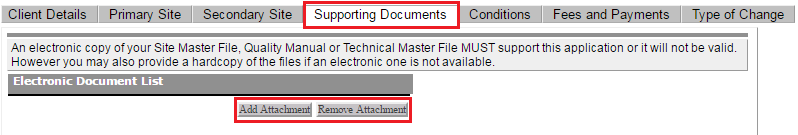 Client Details Primary Site Secondary Site Supporting Documents Conditions Fees and Payments Type of Change
An electronic copy of your Site Master File, Quality Manual or Technical Master File MUST support this application or it will not be valid.
However you may also provide a hardcopy of the files if an electronic one is not available.
Electronic Document List
Add Attachment Remove Attachment